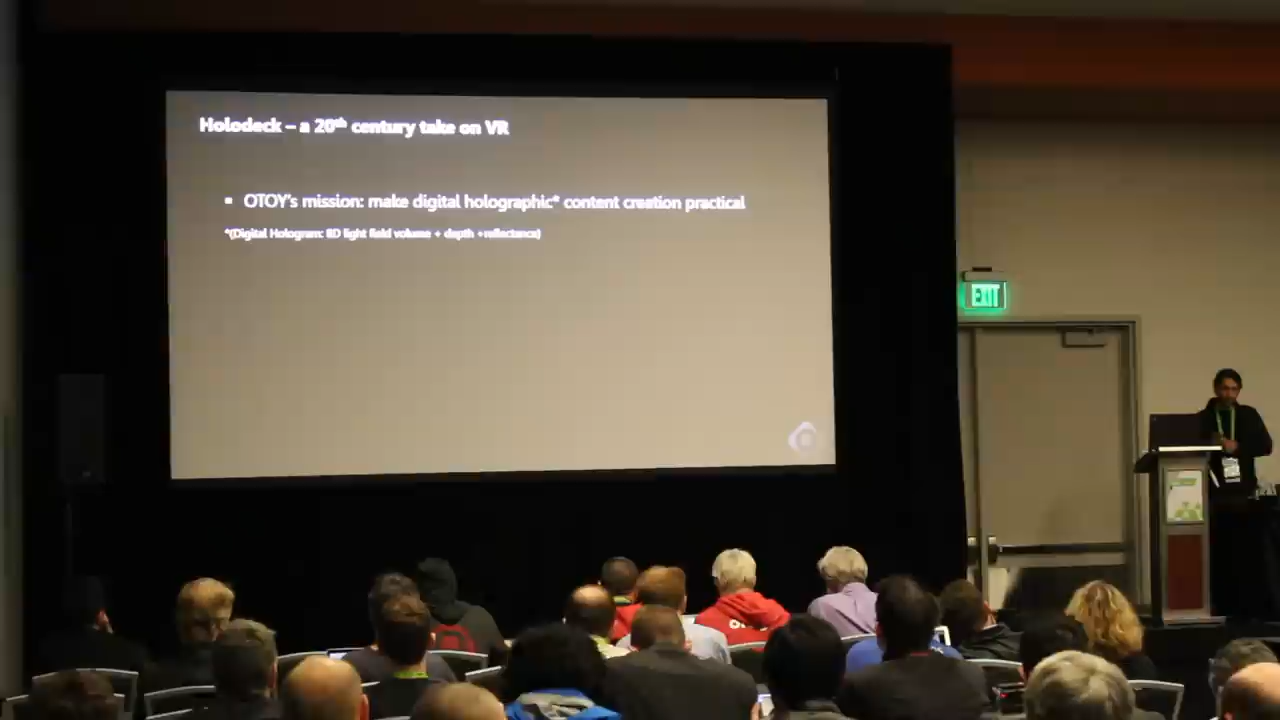 Holodeck – a 20th century take on VR
▪ OTOY's mission: make digital holographic* content creation practical
*(Digital Hologram: 8D light field volume + depth +reflectance)
EXIT